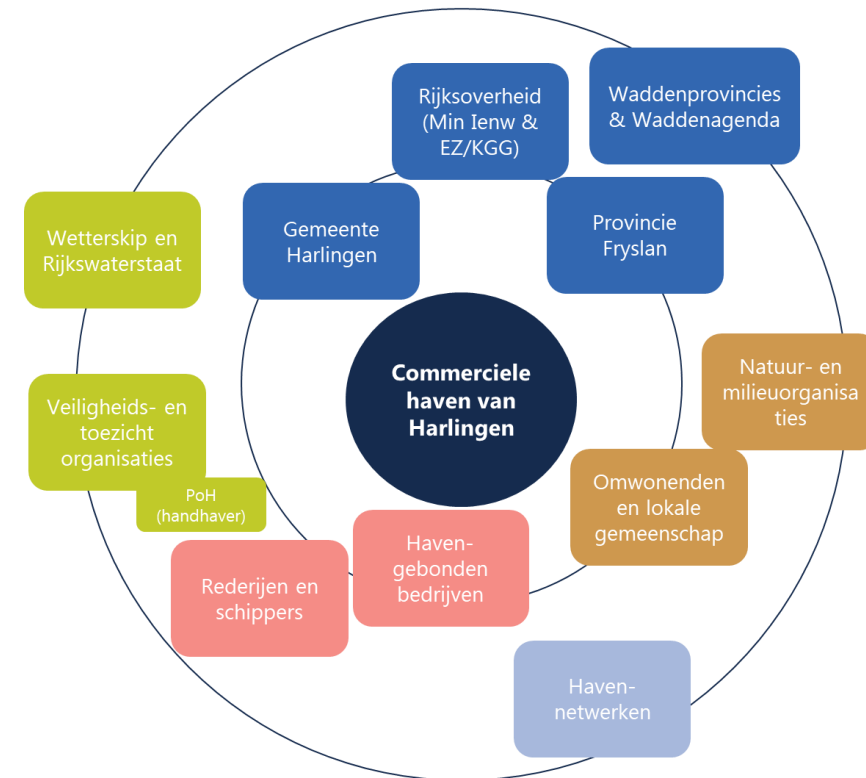 Rijksoverheid
(Min Ienw &
EZ/KGG)
Waddenprovincies
& Waddenagenda
Wetterskip en
Rijkswaterstaat
Gemeente
Harlingen
Provincie
Fryslan
Commerciele
haven van
Harlingen
Natuur- en
milieuorganisa
ties
Veiligheids- en
toezicht
organisaties
PoH
(handhaver)
Omwonenden
en lokale
gemeenschap
Haven-
gebonden
bedrijven
Rederijen en
schippers
Haven-
netwerken